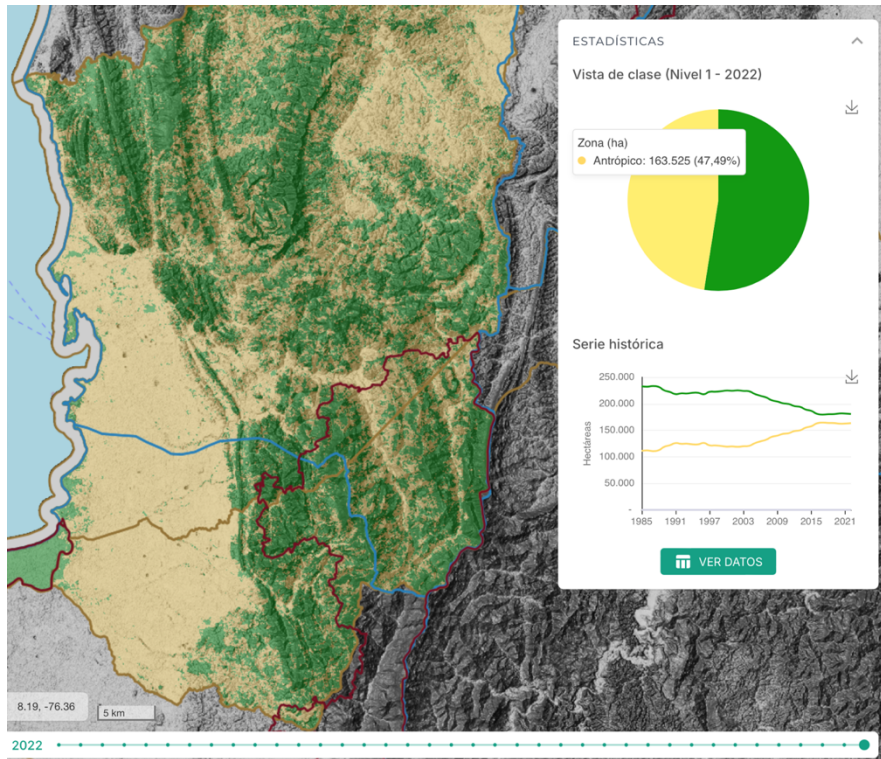 ESTADÍSTICAS
Vista de clase (Nivel 1 - 2022)
Zona (ha)
Antrópico: 163.525 (47,49%)
Serie histórica
250.000
200.000
150.000
100.000
50.000
-
Hectáreas
1985 1991 1997 2003 2009 2015 2021
VER DATOS
8.19, -76.36
5 km
2022